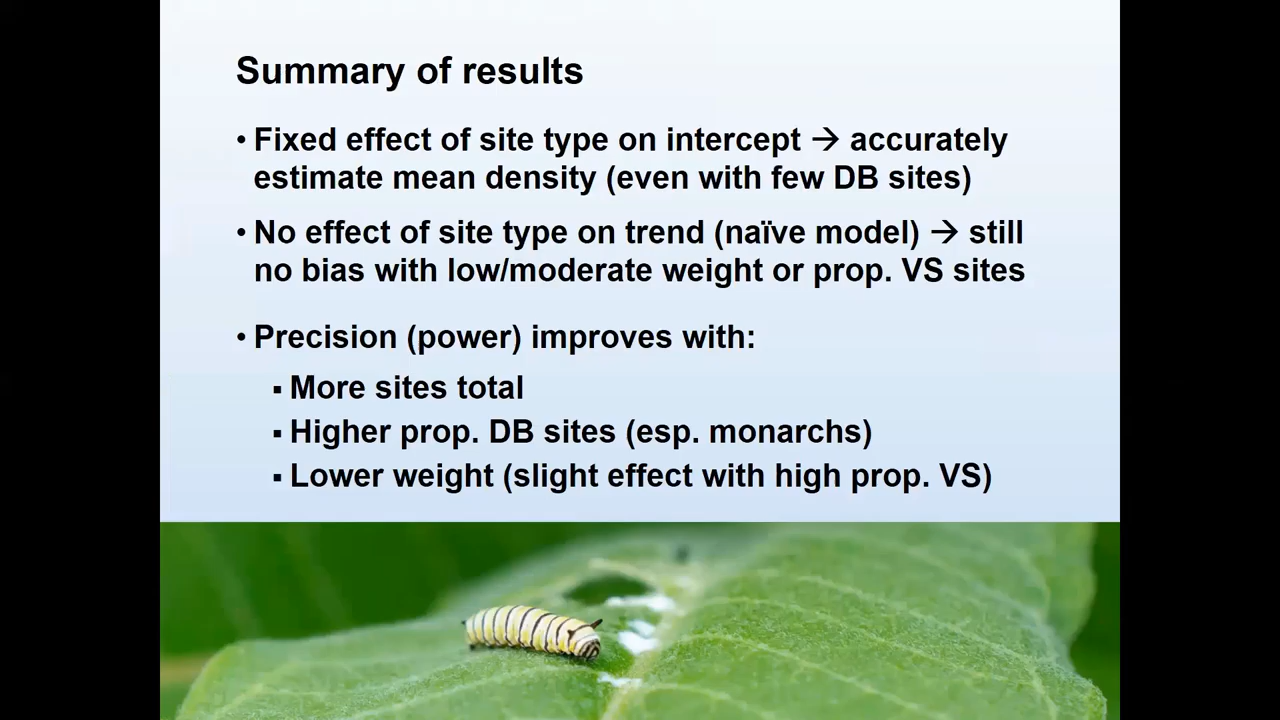 Summary of results
• Fixed effect of site type on intercept → accurately
estimate mean density (even with few DB sites)
• No effect of site type on trend (naïve model) → still
no bias with low/moderate weight or prop. VS sites
• Precision (power) improves with:
▪ More sites total
▪ Higher prop. DB sites (esp. monarchs)
▪ Lower weight (slight effect with high prop. VS)